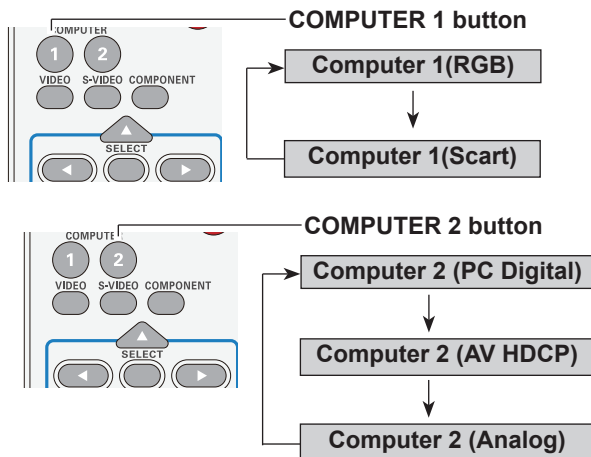 COMPUTER 1 button
COMPUTER
1 2
VIDEO S-VIDEO COMPONENT
SELECT
Computer 1(RGB)
Computer 1(Scart)
COMPUTER 2 button
COMPUTE
1 2
VIDEO S-VIDEO COMPONENT
SELECT
Computer 2 (PC Digital)
Computer 2 (AV HDCP)
Computer 2 (Analog)